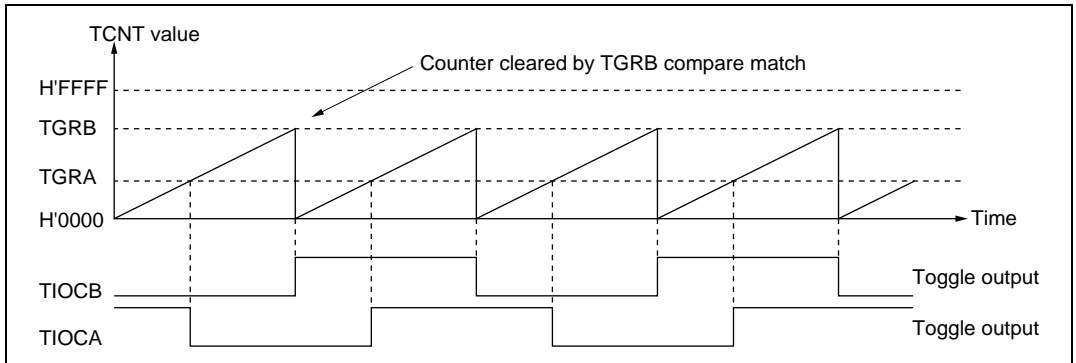 TCNT value
Counter cleared by TGRB compare match
H'FFFF
TGRB
TGRA
H'0000
Time
TIOCB
Toggle output
TIOCA
Toggle output